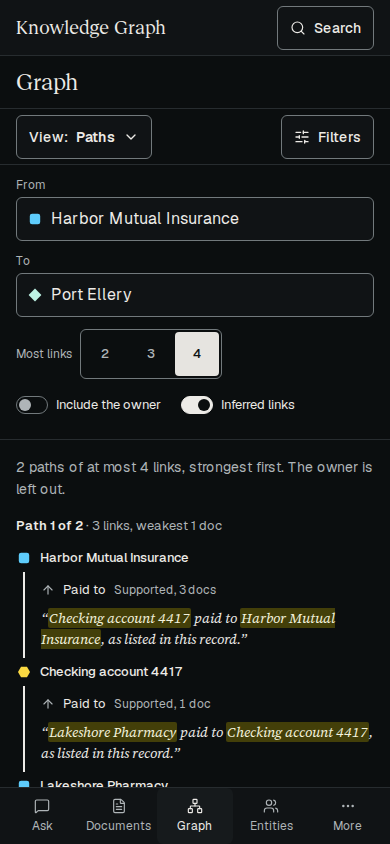 Knowledge Graph
Search
Graph
View: Paths
Filters
From
Harbor Mutual Insurance
To
Port Ellery
Most links 2 3 4
Include the owner Inferred links
2 paths of at most 4 links, strongest first. The owner is
left out.
Path 1 of 2 · 3 links, weakest 1 doc
Harbor Mutual Insurance
Paid to Supported, 3 docs
“Checking account 4417 paid to Harbor Mutual
Insurance, as listed in this record.”
Checking account 4417
Paid to Supported, 1 doc
“Lakeshore Pharmacy paid to Checking account 4417,
as listed in this record.”
Lakeshore Pharmacy
Ask Documents Graph Entities More